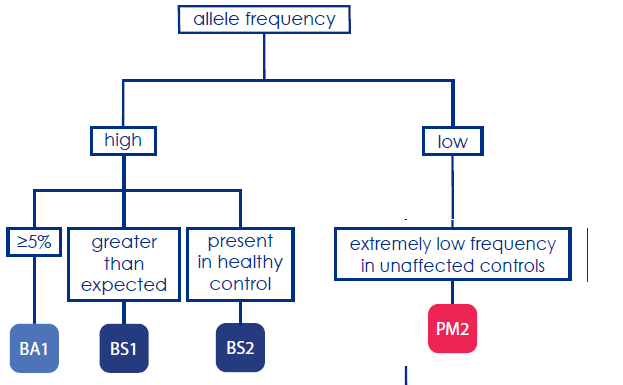 allele frequency
high
low
≥5%
greater
than
expected
present
in healthy
control
extremely low frequency
in unaffected controls
BA1
BS1
BS2
PM2